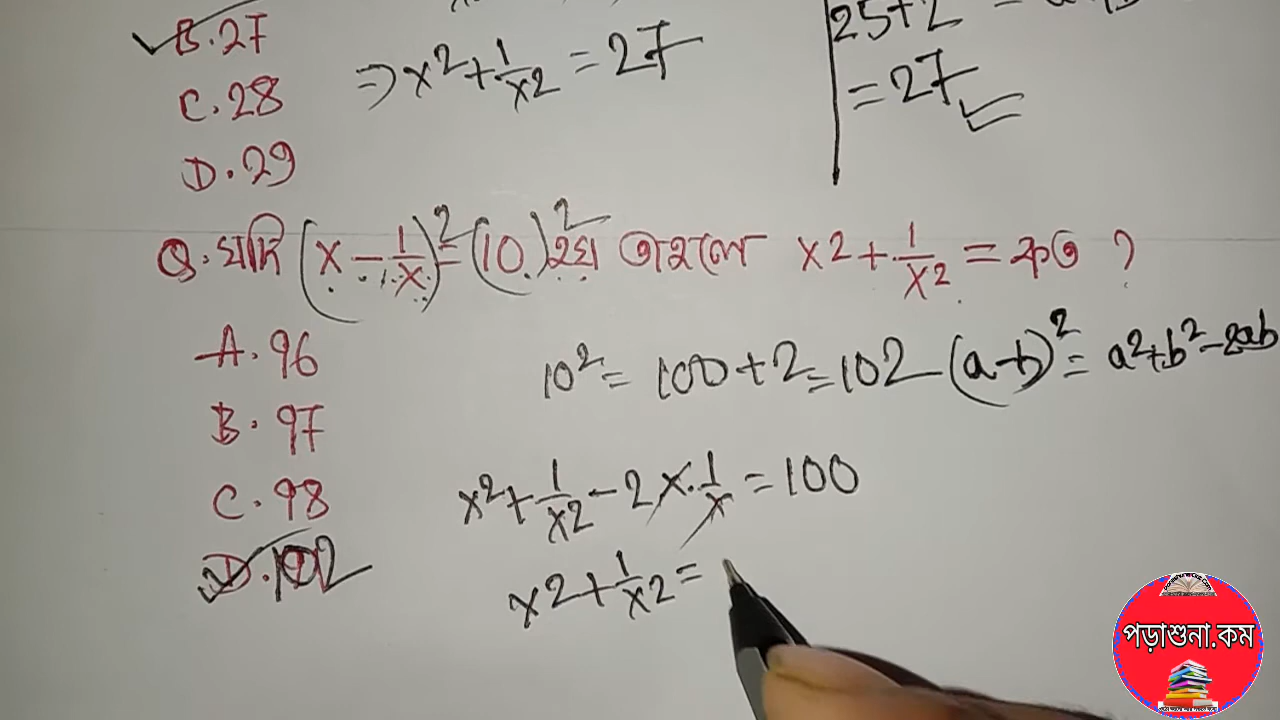 B. 27
⇒ x² + 1/x² = 27
25+2
= 27
C. 28
D. 29
Q. যদি (x − 1/x)² = (10)² হয় তাহলে x2 + 1/x² = কত ?
A. 96
10² = 100 + 2 = 102 (a-b)² = a²+b²-2ab
B. 97
C. 98
x² + 1/x2 − 2x·1/x = 100
D. 102
x2 + 1/x2 =
পড়াশুনা.কম